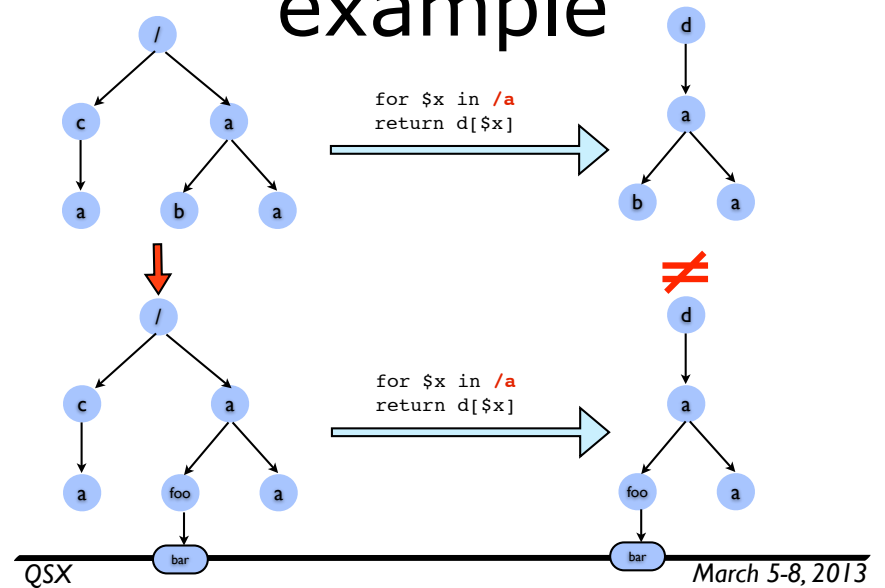 example
/
d
for $x in /a
return d[$x]
c
a
a
a
b
a
b
a
≠
/
d
for $x in /a
return d[$x]
c
a
a
a
foo
a
foo
a
bar
bar
QSX
March 5-8, 2013